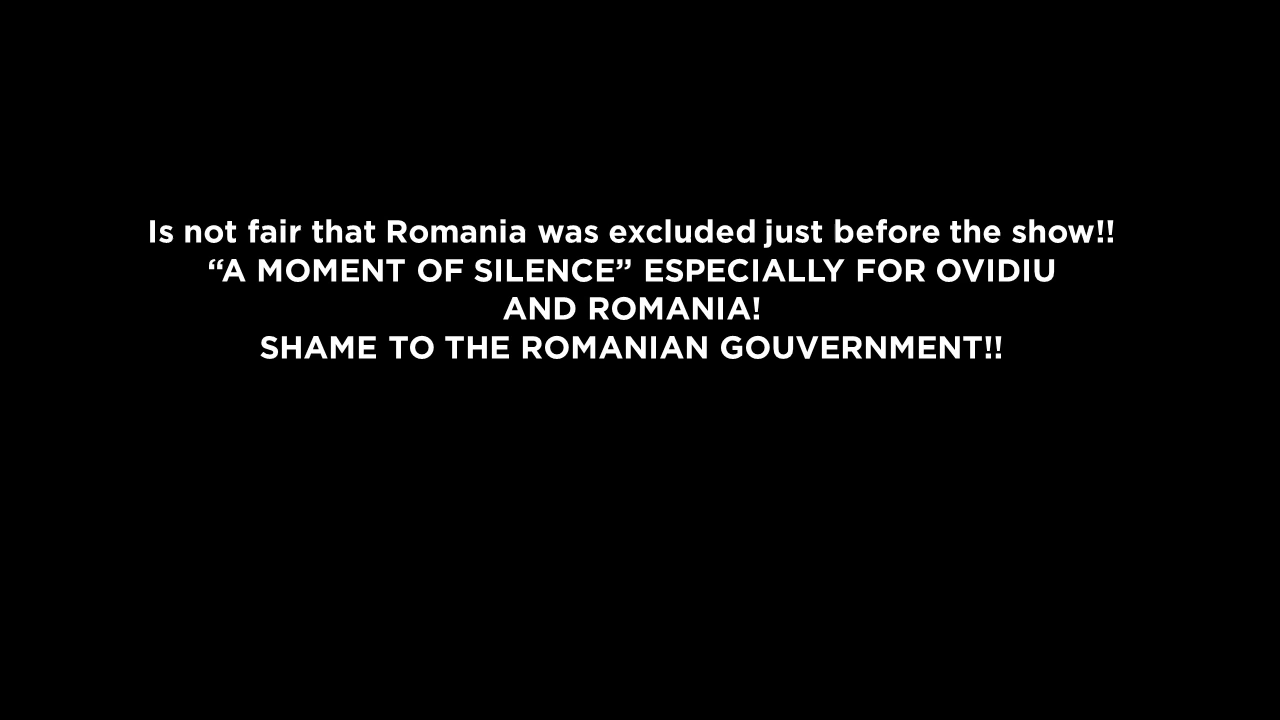 Is not fair that Romania was excluded just before the show!!
“A MOMENT OF SILENCE” ESPECIALLY FOR OVIDIU
AND ROMANIA!
SHAME TO THE ROMANIAN GOUVERNMENT!!